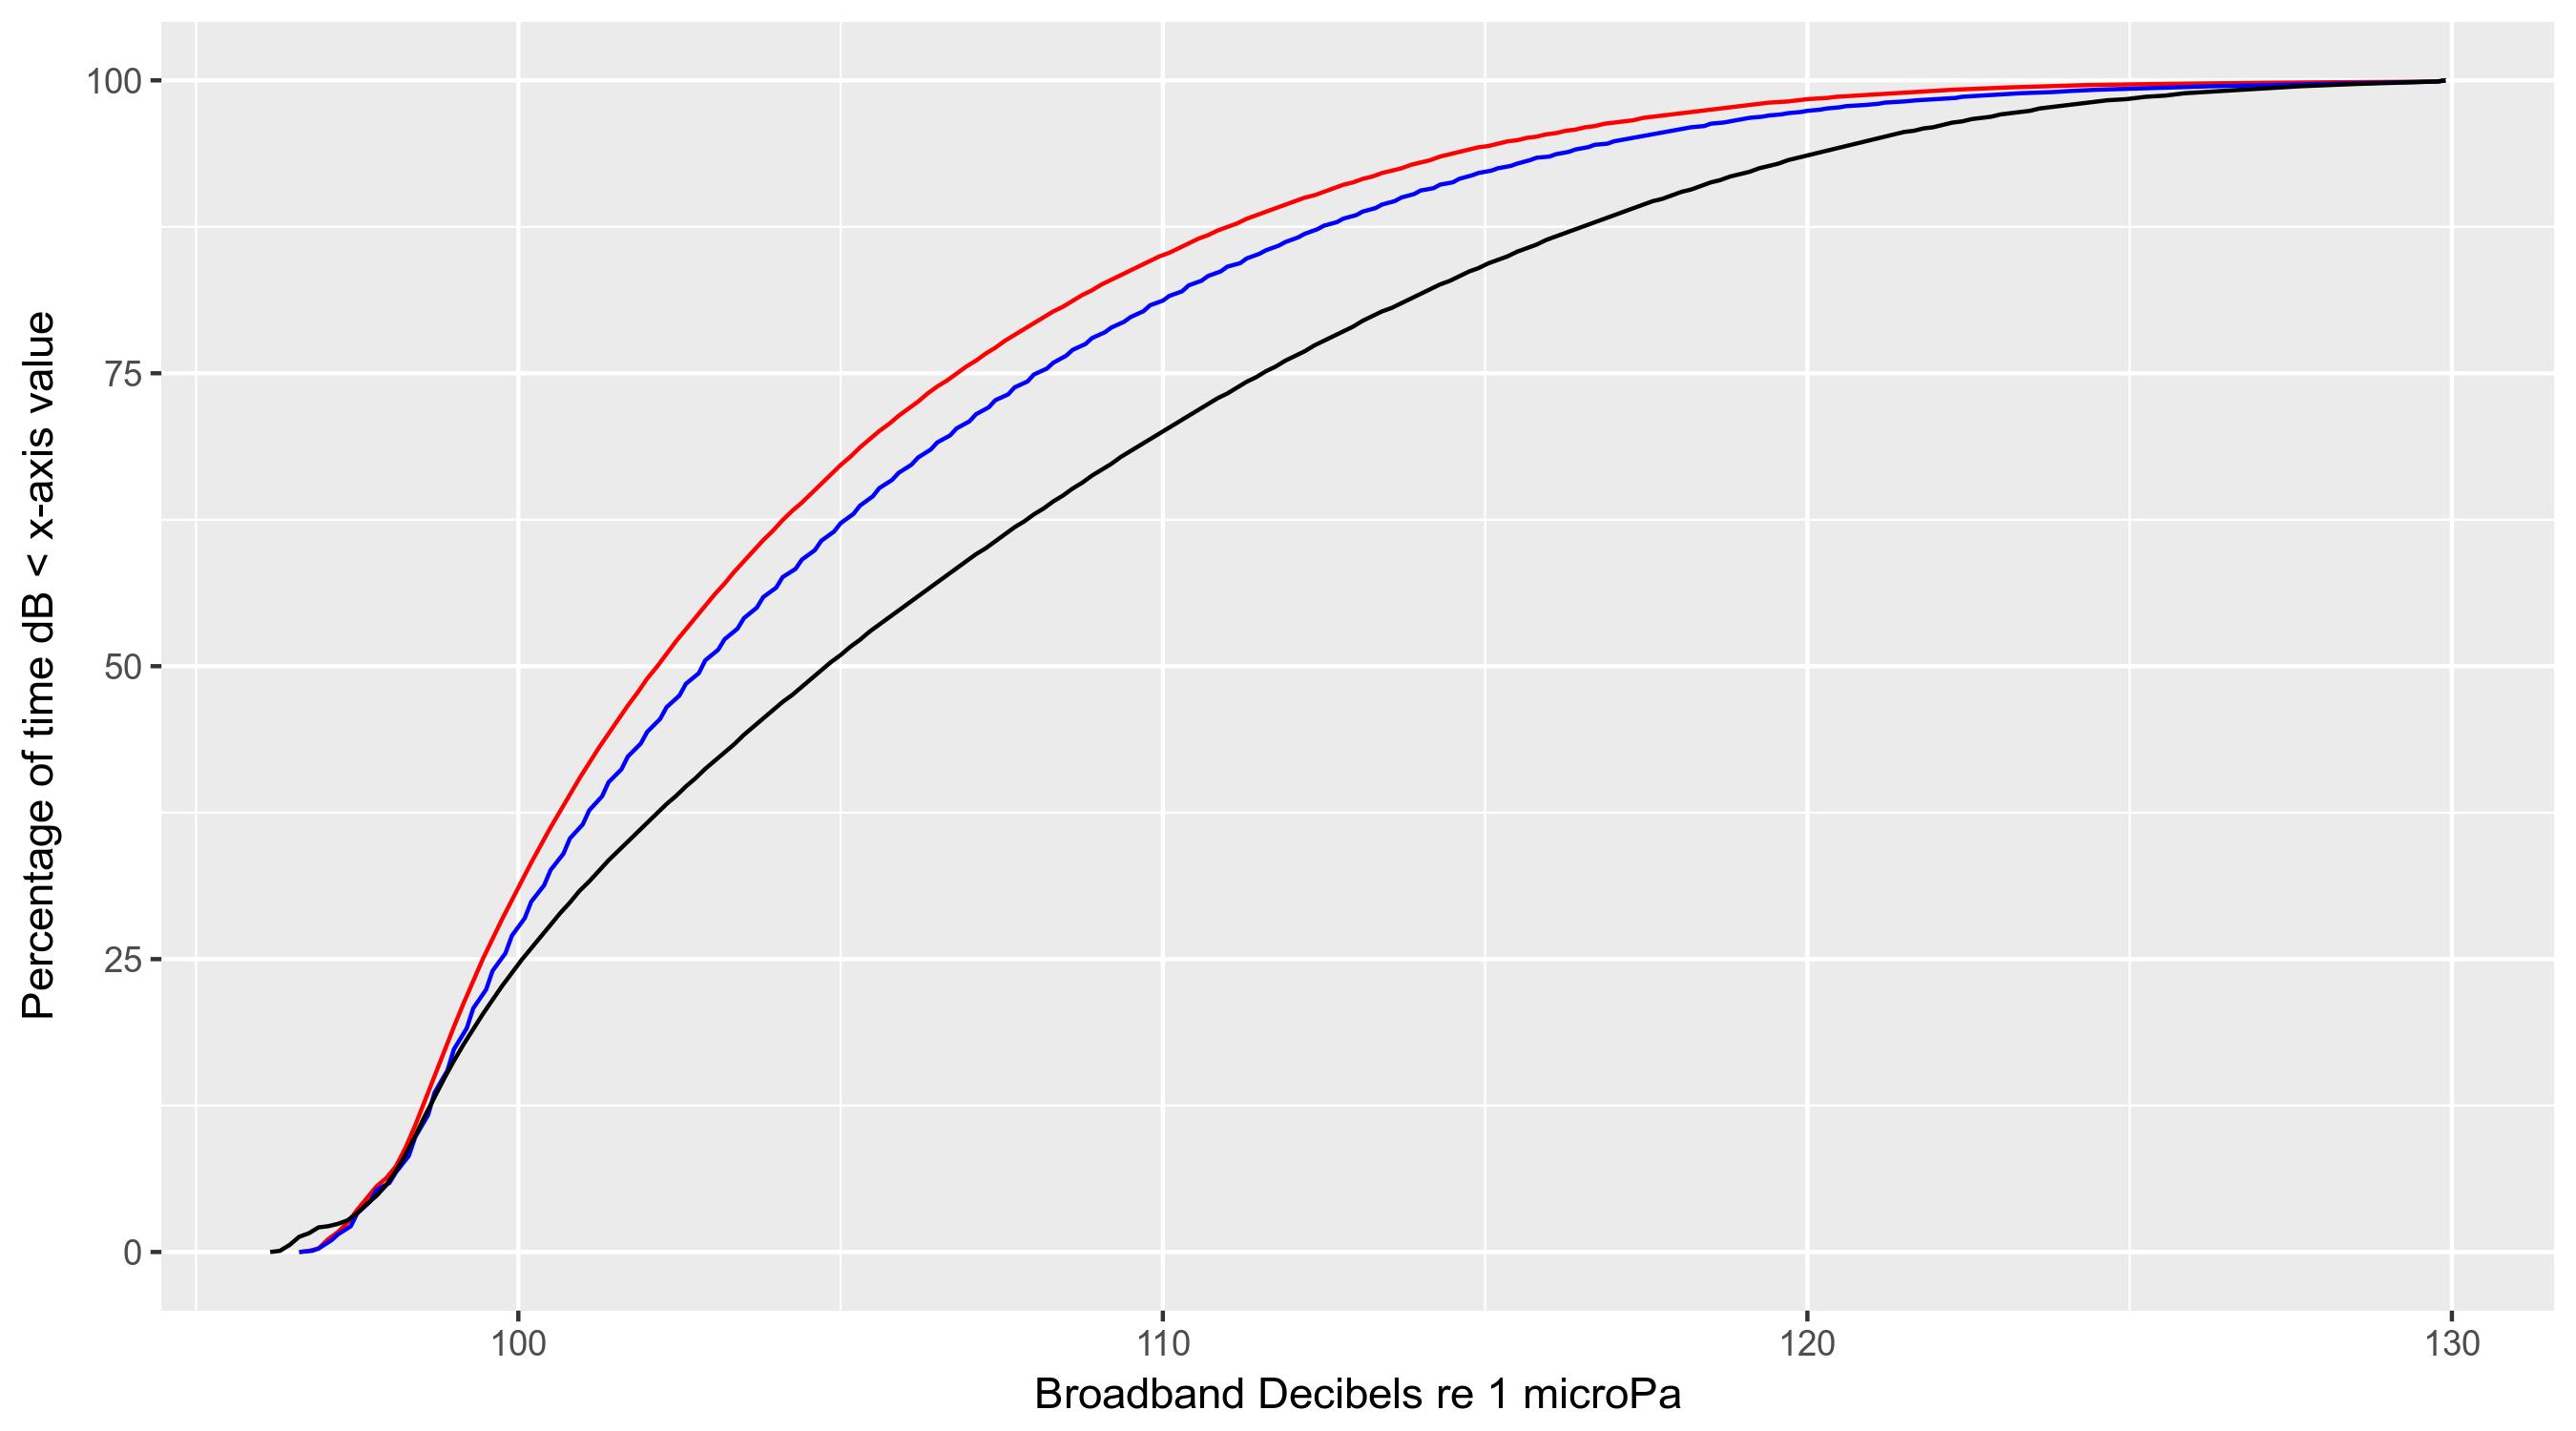 Percentage of time dB < x-axis value
100
75
50
25
0
100 110 120 130
Broadband Decibels re 1 microPa